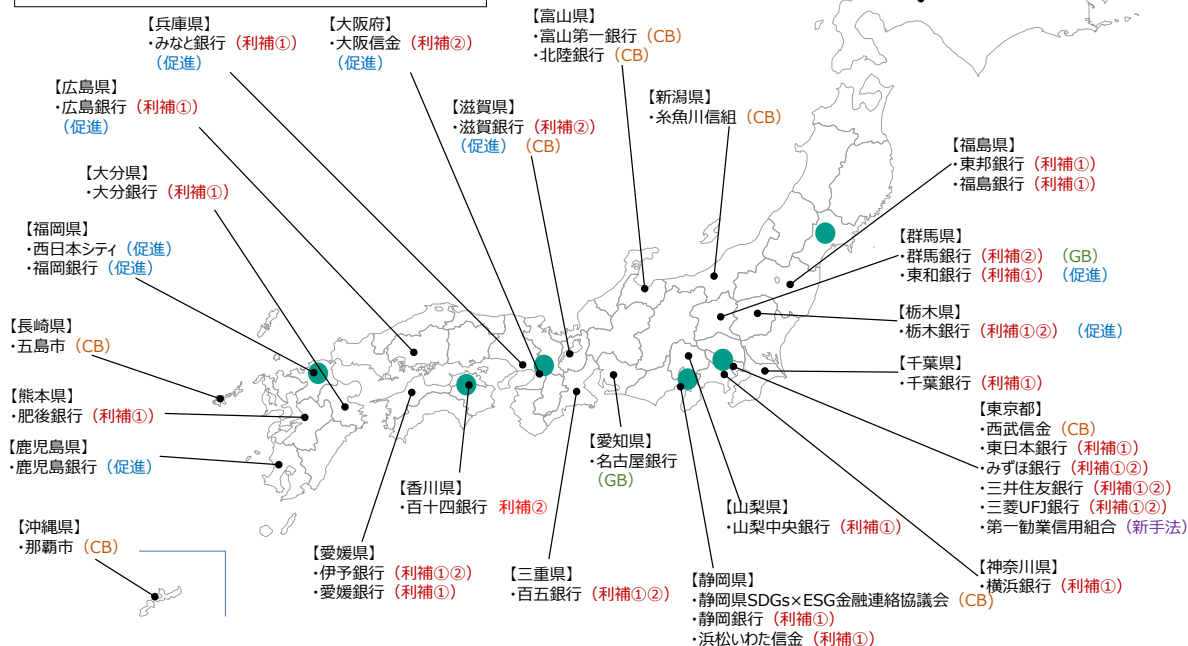 【兵庫県】
・みなと銀行（利補①）
（促進）
【大阪府】
・大阪信金（利補②）
（促進）
【富山県】
・富山第一銀行（CB）
・北陸銀行（CB）
【広島県】
・広島銀行（利補①）
（促進）
【滋賀県】
・滋賀銀行（利補②）
（促進）（CB）
【新潟県】
・糸魚川信組（CB）
【福島県】
・東邦銀行（利補①）
・福島銀行（利補①）
【大分県】
・大分銀行（利補①）
【福岡県】
・西日本シティ（促進）
・福岡銀行（促進）
【群馬県】
・群馬銀行（利補②）（GB）
・東和銀行（利補①）（促進）
【長崎県】
・五島市（CB）
【栃木県】
・栃木銀行（利補①②）（促進）
【千葉県】
・千葉銀行（利補①）
【熊本県】
・肥後銀行（利補①）
【鹿児島県】
・鹿児島銀行（促進）
【東京都】
・西武信金（CB）
・東日本銀行（利補①）
・みずほ銀行（利補①②）
・三井住友銀行（利補①②）
・三菱UFJ銀行（利補①②）
・第一勧業信用組合（新手法）
【愛知県】
・名古屋銀行
（GB）
【香川県】
・百十四銀行 利補②
【山梨県】
・山梨中央銀行（利補①）
【沖縄県】
・那覇市（CB）
【愛媛県】
・伊予銀行（利補①②）
・愛媛銀行（利補①）
【三重県】
・百五銀行（利補①②）
【神奈川県】
・横浜銀行（利補①）
【静岡県】
・静岡県SDGs×ESG金融連絡協議会（CB）
・静岡銀行（利補①）
・浜松いわた信金（利補①）